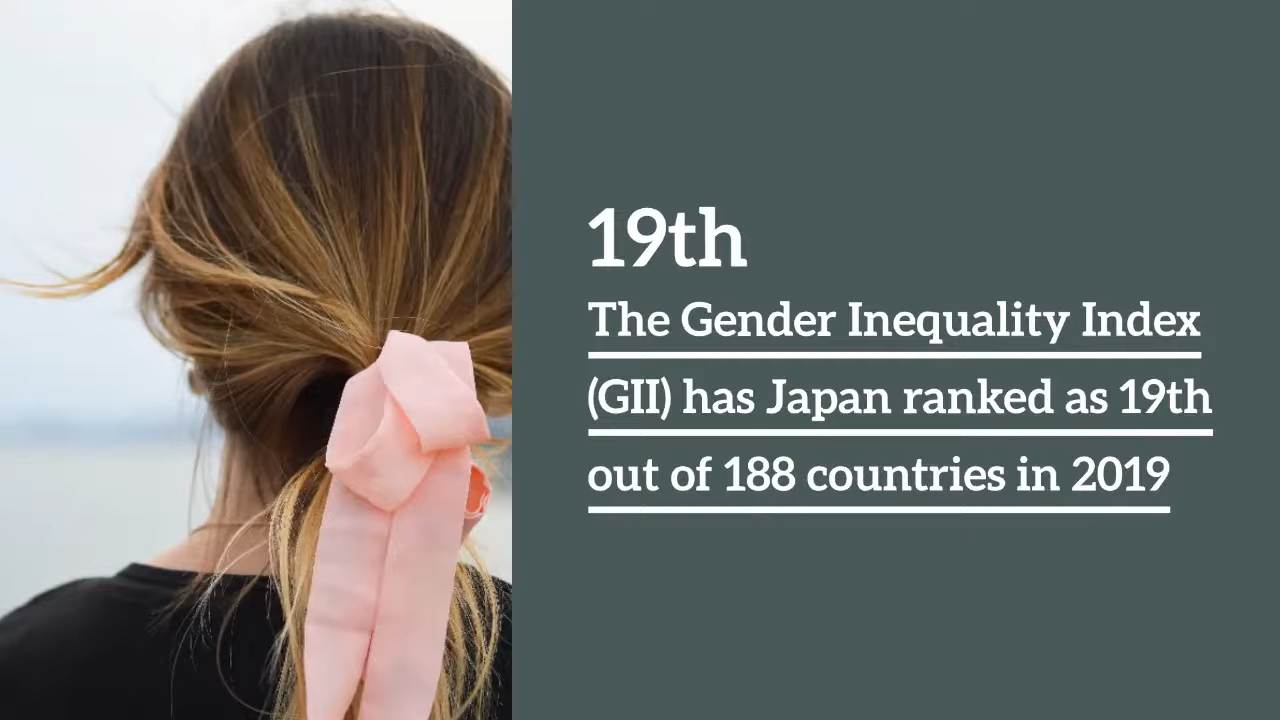 19th
The Gender Inequality Index
(GII) has Japan ranked as 19th
out of 188 countries in 2019